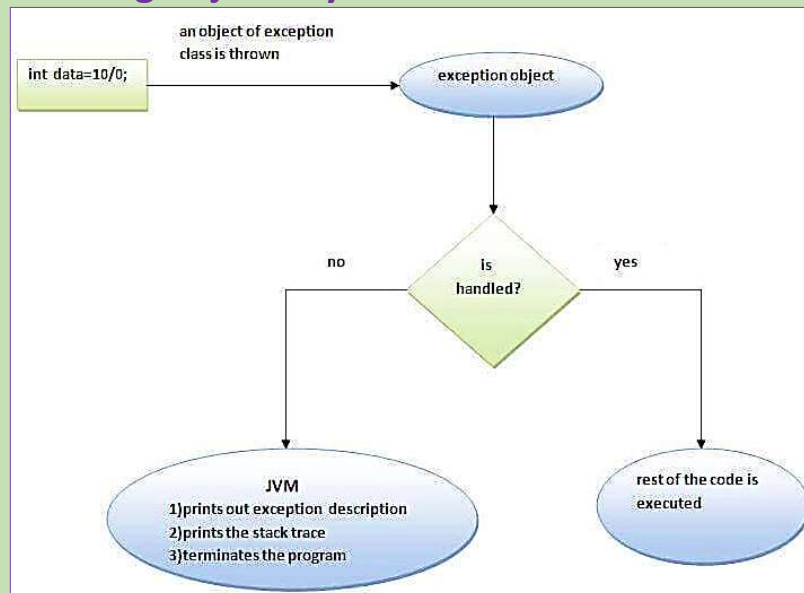 an object of exception
class is thrown
int data=10/0;
exception object
is
handled?
no
yes
JVM
1)prints out exception description
2)prints the stack trace
3)terminates the program
rest of the code is
executed